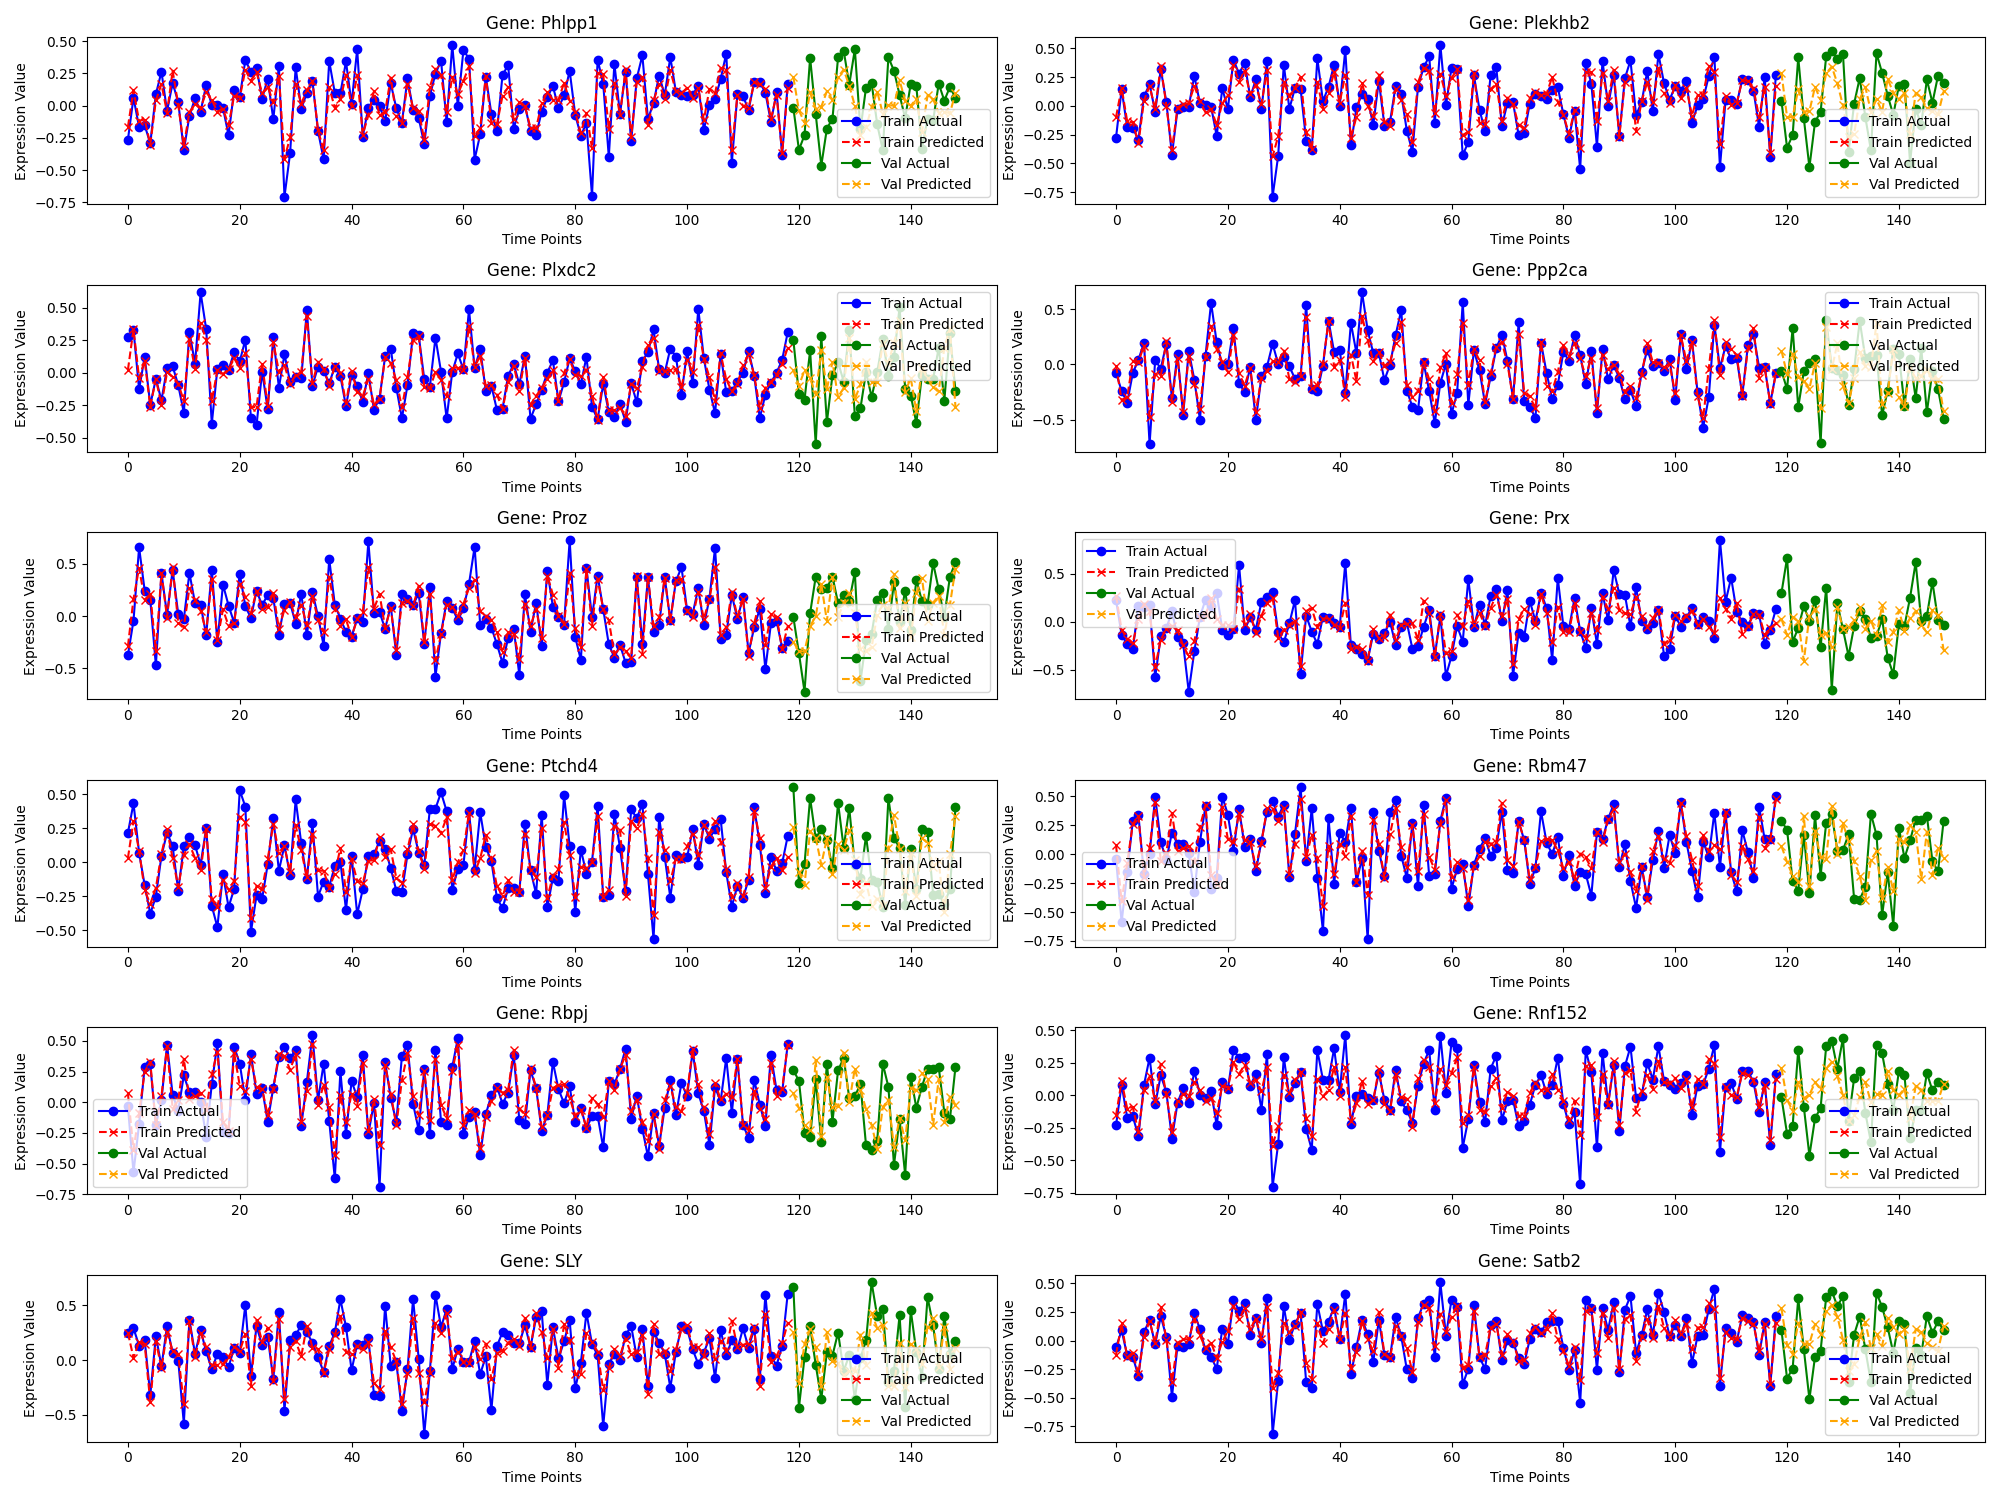 Gene: Phlpp1
Expression Value
0.50
0.25
0.00
−0.25
−0.50
−0.75
0 20 40 60 80 100 120 140
Time Points
Train Actual
Train Predicted
Val Actual
Val Predicted
Gene: Plekhb2
Expression Value
0.50
0.25
0.00
−0.25
−0.50
−0.75
0 20 40 60 80 100 120 140
Time Points
Train Actual
Train Predicted
Val Actual
Val Predicted
Gene: Plxdc2
Expression Value
0.50
0.25
0.00
−0.25
−0.50
0 20 40 60 80 100 120 140
Time Points
Train Actual
Train Predicted
Val Actual
Val Predicted
Gene: Ppp2ca
Expression Value
0.5
0.0
−0.5
0 20 40 60 80 100 120 140
Time Points
Train Actual
Train Predicted
Val Actual
Val Predicted
Gene: Proz
Expression Value
0.5
0.0
−0.5
0 20 40 60 80 100 120 140
Time Points
Train Actual
Train Predicted
Val Actual
Val Predicted
Gene: Prx
Expression Value
0.5
0.0
−0.5
0 20 40 60 80 100 120 140
Time Points
Train Actual
Train Predicted
Val Actual
Val Predicted
Gene: Ptchd4
Expression Value
0.50
0.25
0.00
−0.25
−0.50
0 20 40 60 80 100 120 140
Time Points
Train Actual
Train Predicted
Val Actual
Val Predicted
Gene: Rbm47
Expression Value
0.50
0.25
0.00
−0.25
−0.50
−0.75
0 20 40 60 80 100 120 140
Time Points
Train Actual
Train Predicted
Val Actual
Val Predicted
Gene: Rbpj
Expression Value
0.50
0.25
0.00
−0.25
−0.50
−0.75
0 20 40 60 80 100 120 140
Time Points
Train Actual
Train Predicted
Val Actual
Val Predicted
Gene: Rnf152
Expression Value
0.50
0.25
0.00
−0.25
−0.50
−0.75
0 20 40 60 80 100 120 140
Time Points
Train Actual
Train Predicted
Val Actual
Val Predicted
Gene: SLY
Expression Value
0.5
0.0
−0.5
0 20 40 60 80 100 120 140
Time Points
Train Actual
Train Predicted
Val Actual
Val Predicted
Gene: Satb2
Expression Value
0.50
0.25
0.00
−0.25
−0.50
−0.75
0 20 40 60 80 100 120 140
Time Points
Train Actual
Train Predicted
Val Actual
Val Predicted